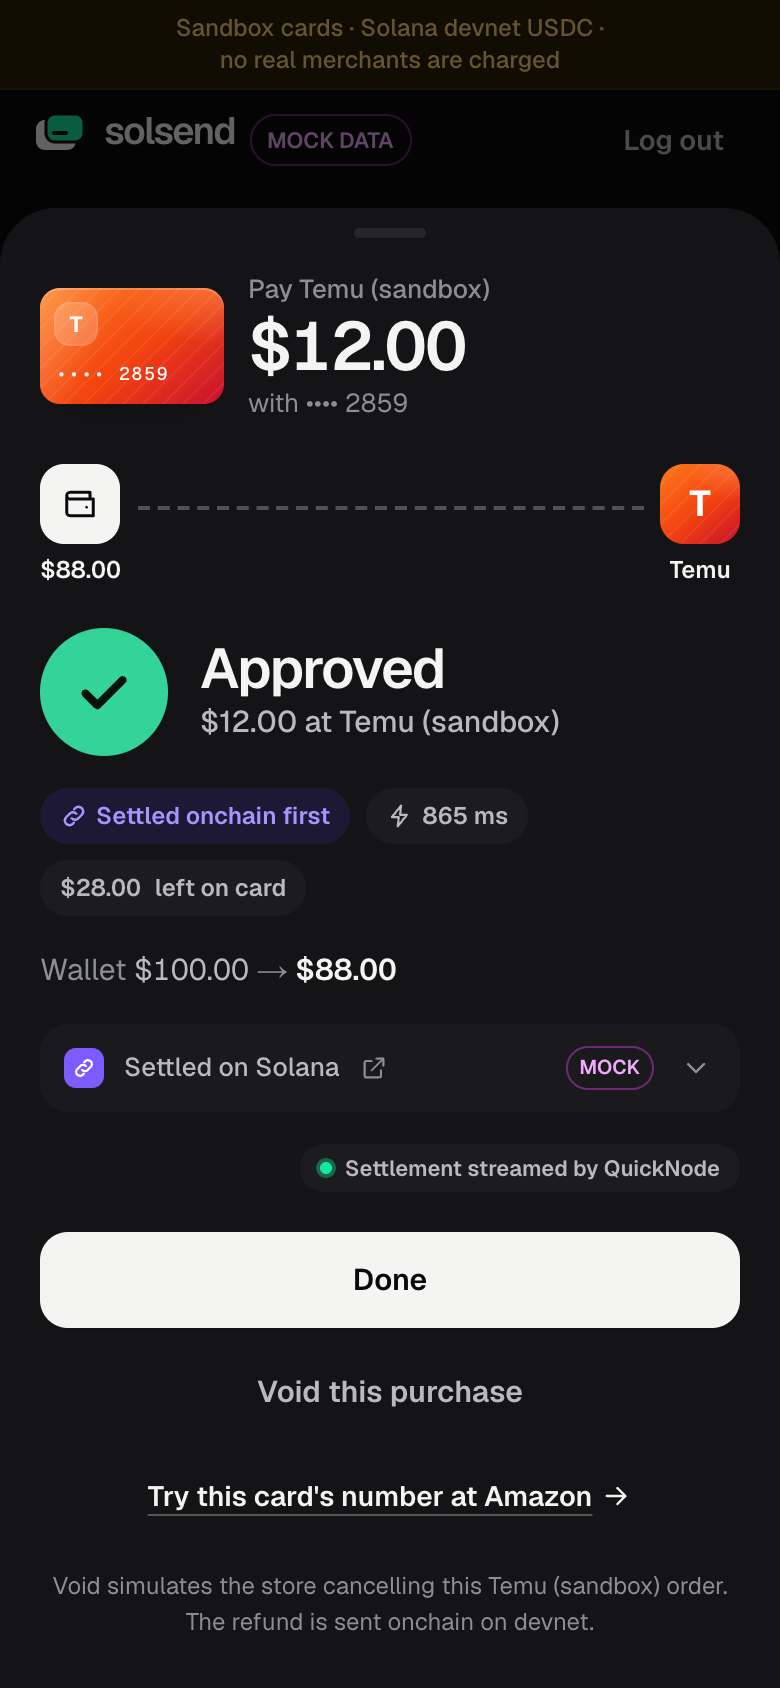 Sandbox cards · Solana devnet USDC ·
no real merchants are charged
solsend MOCK DATA Log out
Pay Temu (sandbox)
T
$12.00
•••• 2859
with •••• 2859
T
$88.00 Temu
Approved
$12.00 at Temu (sandbox)
Settled onchain first 865 ms
$28.00 left on card
Wallet $100.00 → $88.00
Settled on Solana MOCK
Settlement streamed by QuickNode
Done
Void this purchase
Try this card's number at Amazon →
Void simulates the store cancelling this Temu (sandbox) order.
The refund is sent onchain on devnet.